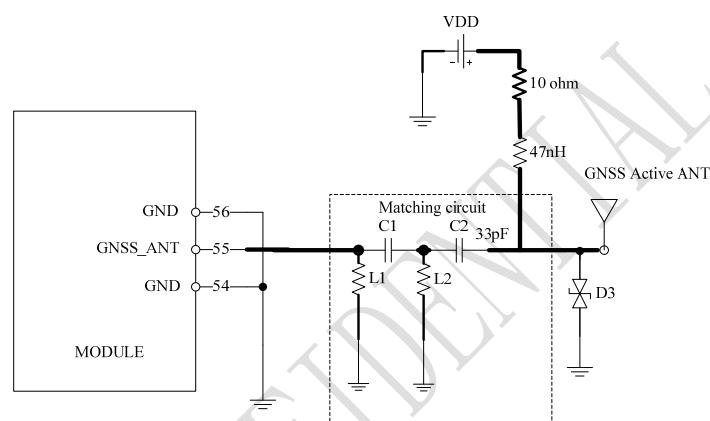 VDD
- +
10 ohm
47nH
GNSS Active ANT
Matching circuit
C1
C2
33pF
GND
56
GNSS_ANT
55
GND
54
L1
L2
D3
MODULE
IDENTIAL